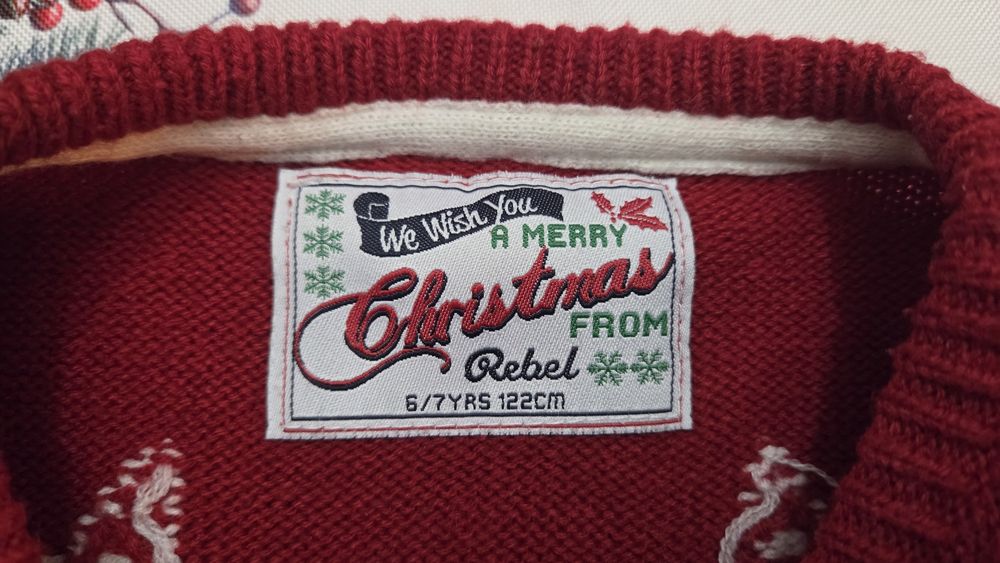 We Wish You
A MERRY
Christmas
FROM
Rebel
6/7YRS 122CM